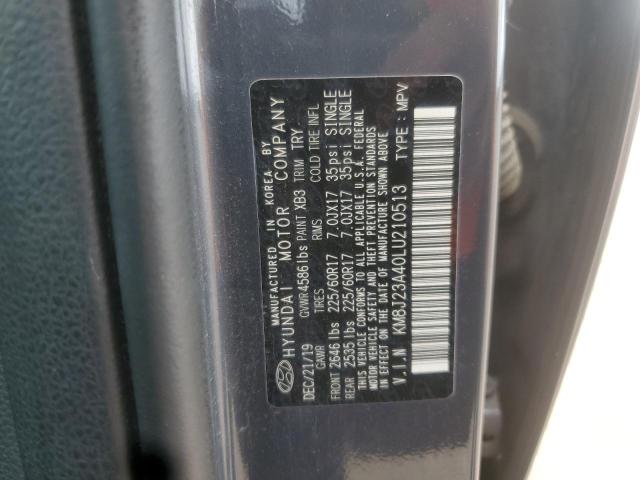 MANUFACTURED IN KOREA BY
HYUNDAI MOTOR COMPANY
DEC/21/19 GVWR 4586 lbs PAINT XB3 TRIM TRY
GAWR TIRES RIMS COLD TIRE INFL
FRONT 2646 lbs 225/60R17 7.0JX17 35psi SINGLE
REAR 2535 lbs 225/60R17 7.0JX17 35psi SINGLE
THIS VEHICLE CONFORMS TO ALL APPLICABLE U.S.A. FEDERAL
MOTOR VEHICLE SAFETY AND THEFT PREVENTION STANDARDS
IN EFFECT ON THE DATE OF MANUFACTURE SHOWN ABOVE
V.I.N KM8J23A40LU210513 TYPE : MPV